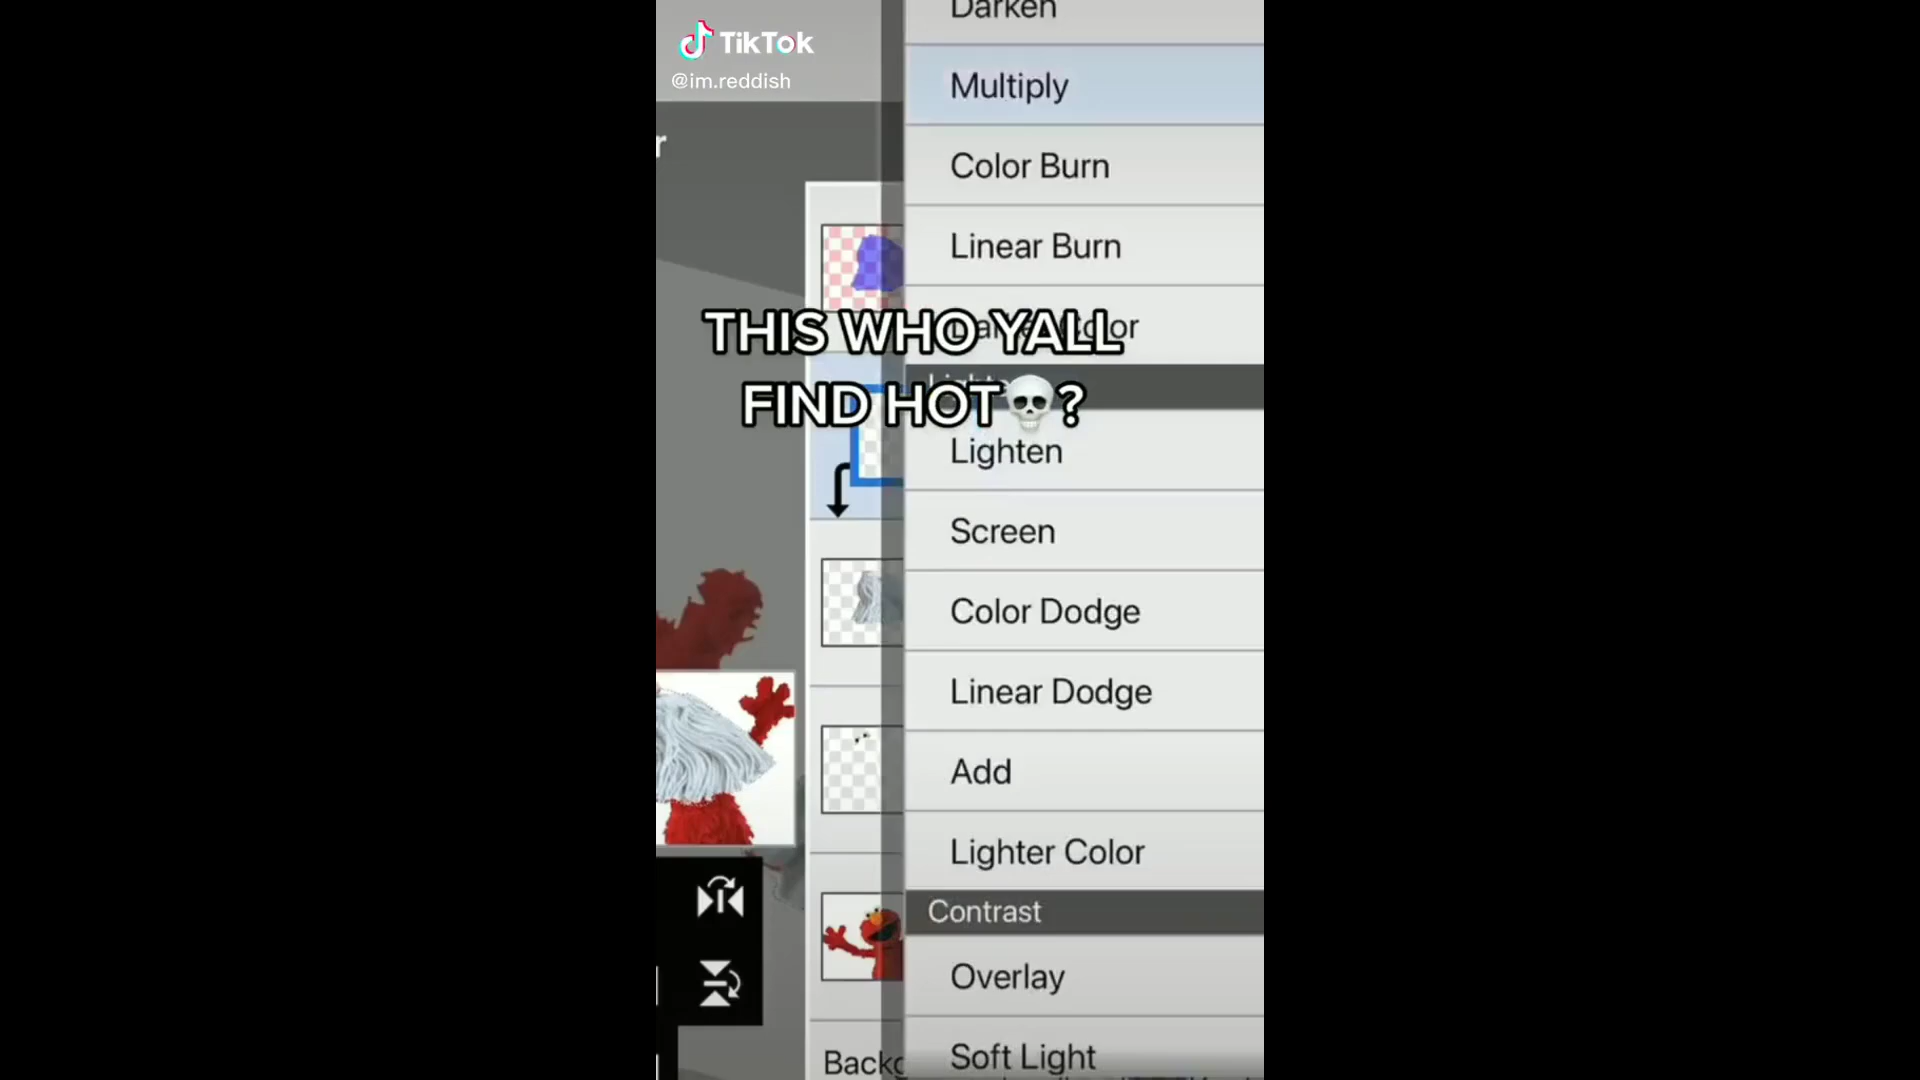 TikTok
@im.reddish
Darken
Multiply
Color Burn
Linear Burn
THIS WHO YALL
FIND HOT💀?
Lighten
Screen
Color Dodge
Linear Dodge
Add
Lighter Color
Contrast
Overlay
Soft Light